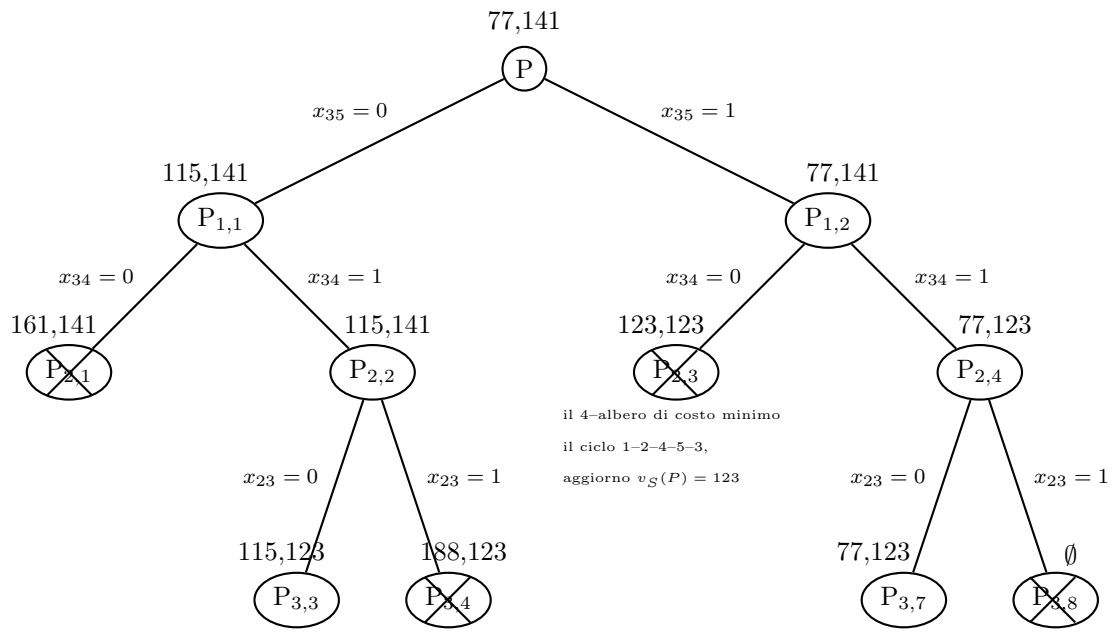 77,141
P
x₃₅ = 0
x₃₅ = 1
115,141
77,141
P₁,₁
P₁,₂
x₃₄ = 0
x₃₄ = 1
x₃₄ = 0
x₃₄ = 1
161,141
115,141
123,123
77,123
P₂,₁
P₂,₂
P₂,₃
P₂,₄
il 4–albero di costo minimo
il ciclo 1–2–4–5–3,
aggiorno v_S(P) = 123
x₂₃ = 0
x₂₃ = 1
x₂₃ = 0
x₂₃ = 1
115,123
188,123
77,123
∅
P₃,₃
P₃,₄
P₃,₇
P₃,₈